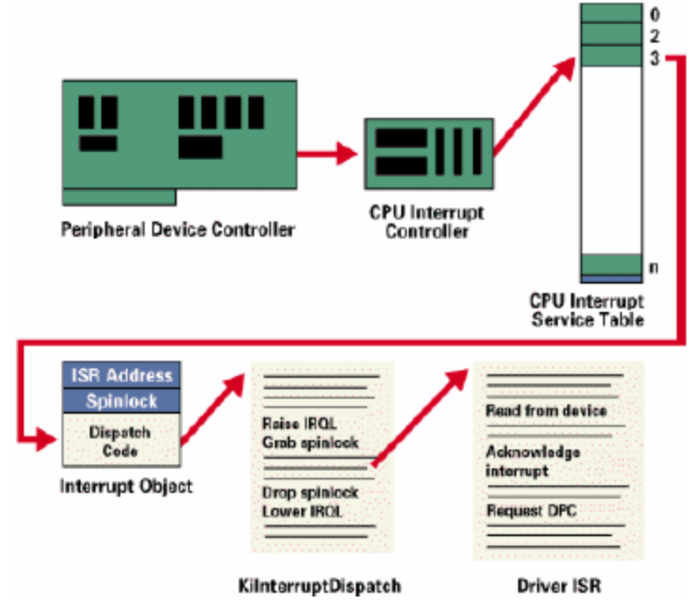 0
2
3
Peripheral Device Controller
CPU Interrupt
Controller
n
CPU Interrupt
Service Table
ISR Address
Spinlock
Dispatch
Code
Interrupt Object
Raise IRQL
Grab spinlock
Drop spinlock
Lower IRQL
KiInterruptDispatch
Read from device
Acknowledge
interrupt
Request DPC
Driver ISR